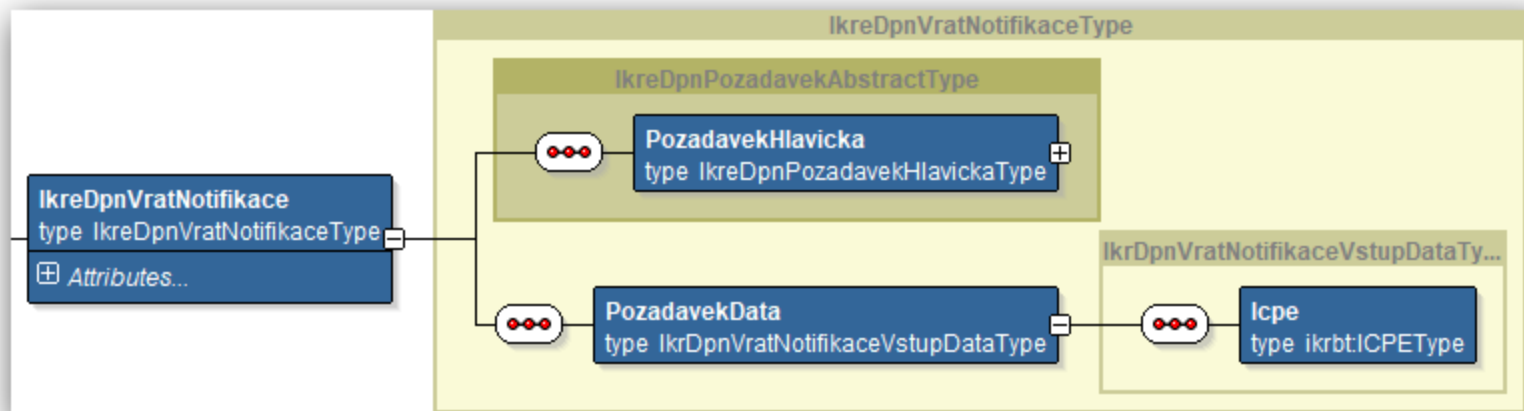 IkreDpnVratNotifikaceType
IkreDpnPozadavekAbstractType
PozadavekHlavicka
type IkreDpnPozadavekHlavickaType
IkreDpnVratNotifikace
type IkreDpnVratNotifikaceType
Attributes...
IkrDpnVratNotifikaceVstupDataTy...
PozadavekData
type IkrDpnVratNotifikaceVstupDataType
Icpe
type ikrbt:ICPEType